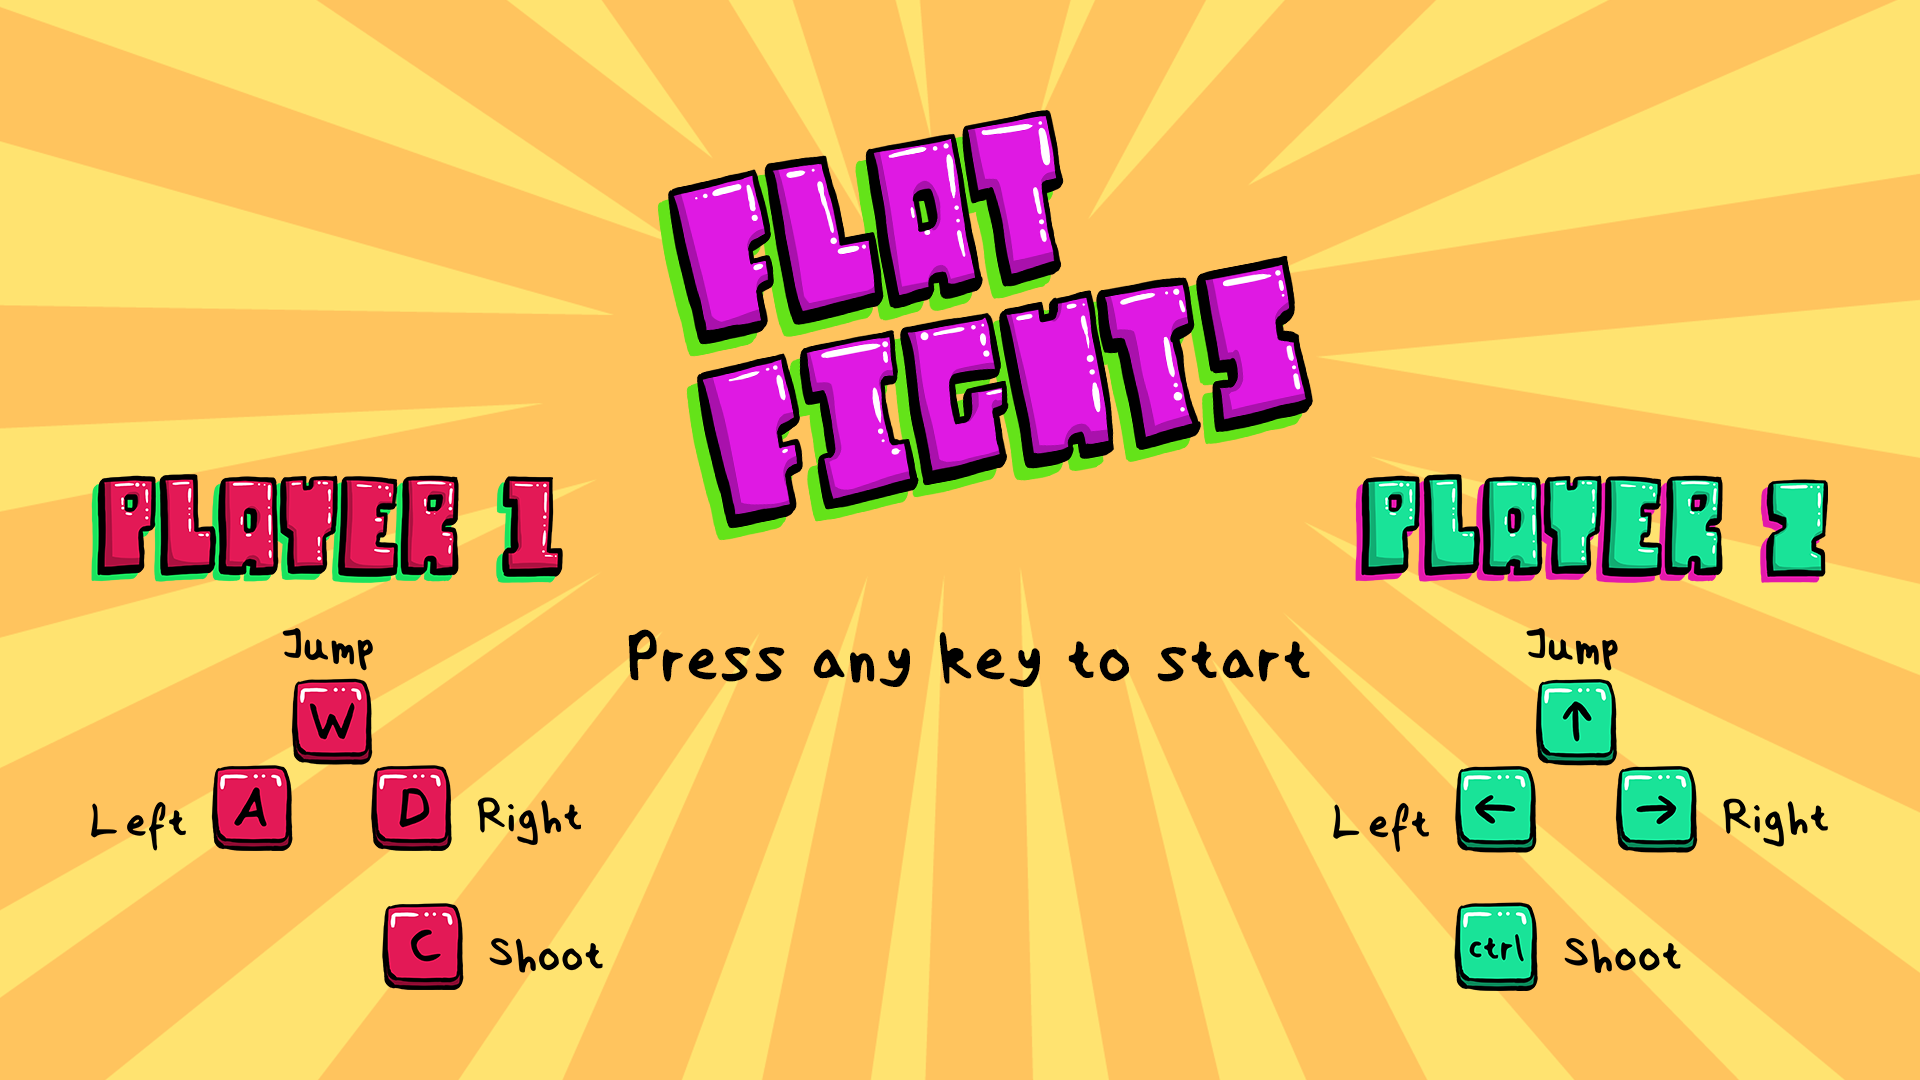 FLAT
FIGHTS
PLAYER 1
PLAYER 2
Press any key to start
Jump
W
Left
A
D
Right
C
Shoot
Jump
↑
Left
←
→
Right
ctrl
Shoot